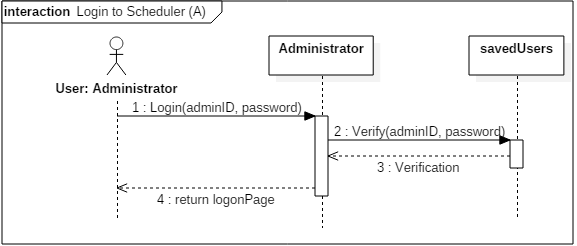 interaction Login to Scheduler (A)
Administrator
savedUsers
User: Administrator
1 : Login(adminID, password)
2 : Verify(adminID, password)
3 : Verification
4 : return logonPage